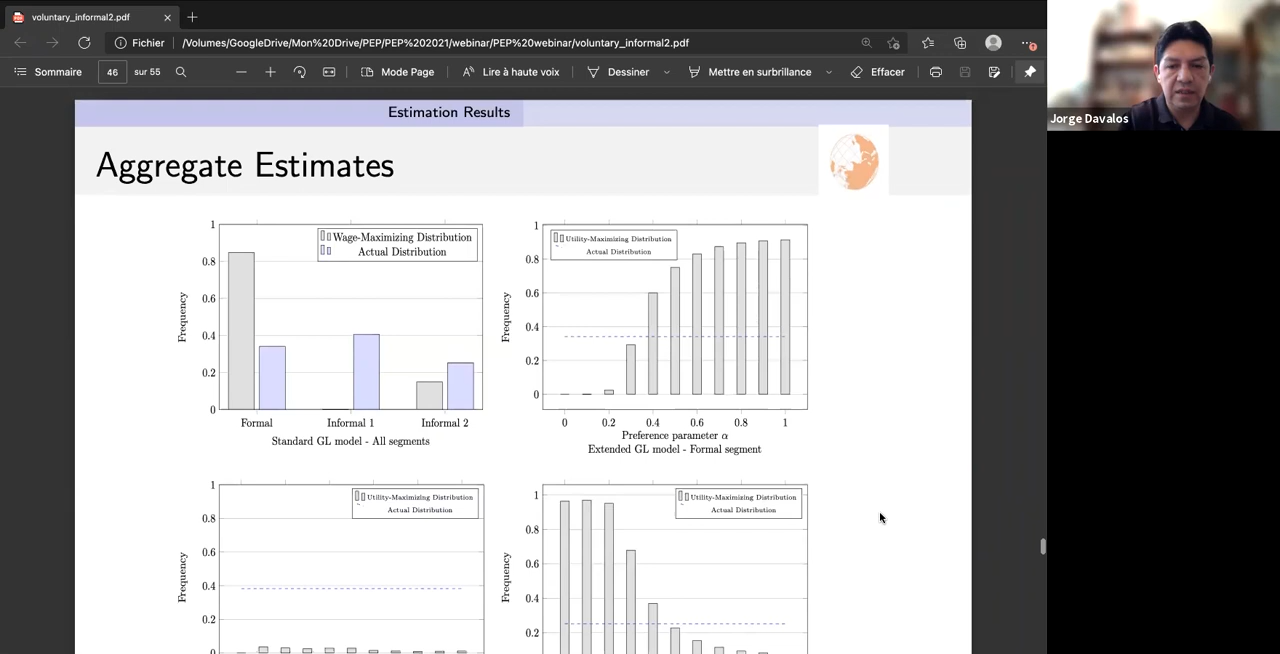 voluntary_informal2.pdf
Fichier
/Volumes/GoogleDrive/Mon%20Drive/PEP/PEP%202021/webinar/PEP%20webinar/voluntary_informal2.pdf
Sommaire
46 sur 55
Mode Page
Lire à haute voix
Dessiner
Mettre en surbrillance
Effacer
Jorge Davalos
Estimation Results
Aggregate Estimates
1
0.8
0.6
0.4
0.2
0
Frequency
Wage-Maximizing Distribution
Actual Distribution
Formal Informal 1 Informal 2
Standard GL model - All segments
1
0.8
0.6
0.4
0.2
0
Frequency
Utility-Maximizing Distribution
Actual Distribution
0 0.2 0.4 0.6 0.8 1
Preference parameter α
Extended GL model - Formal segment
1
0.8
0.6
0.4
0.2
0
Frequency
Utility-Maximizing Distribution
Actual Distribution
1
0.8
0.6
0.4
0.2
Frequency
Utility-Maximizing Distribution
Actual Distribution